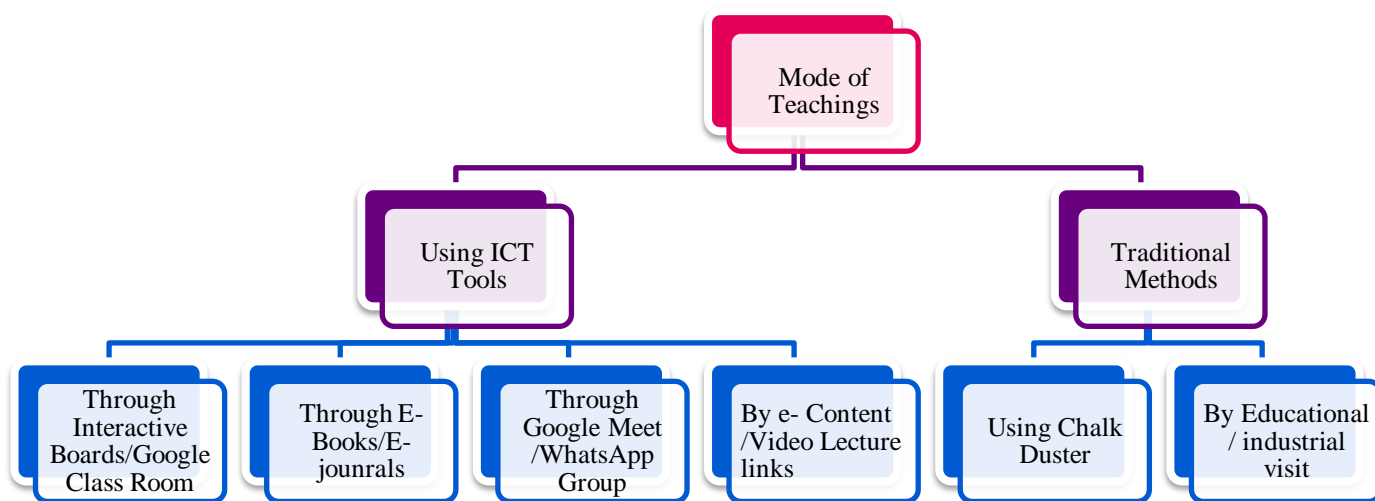 Mode of
Teachings
Using ICT
Tools
Traditional
Methods
Through
Interactive
Boards/Google
Class Room
Through E-
Books/E-
jounrals
Through
Google Meet
/WhatsApp
Group
By e- Content
/Video Lecture
links
Using Chalk
Duster
By Educational
/ industrial
visit